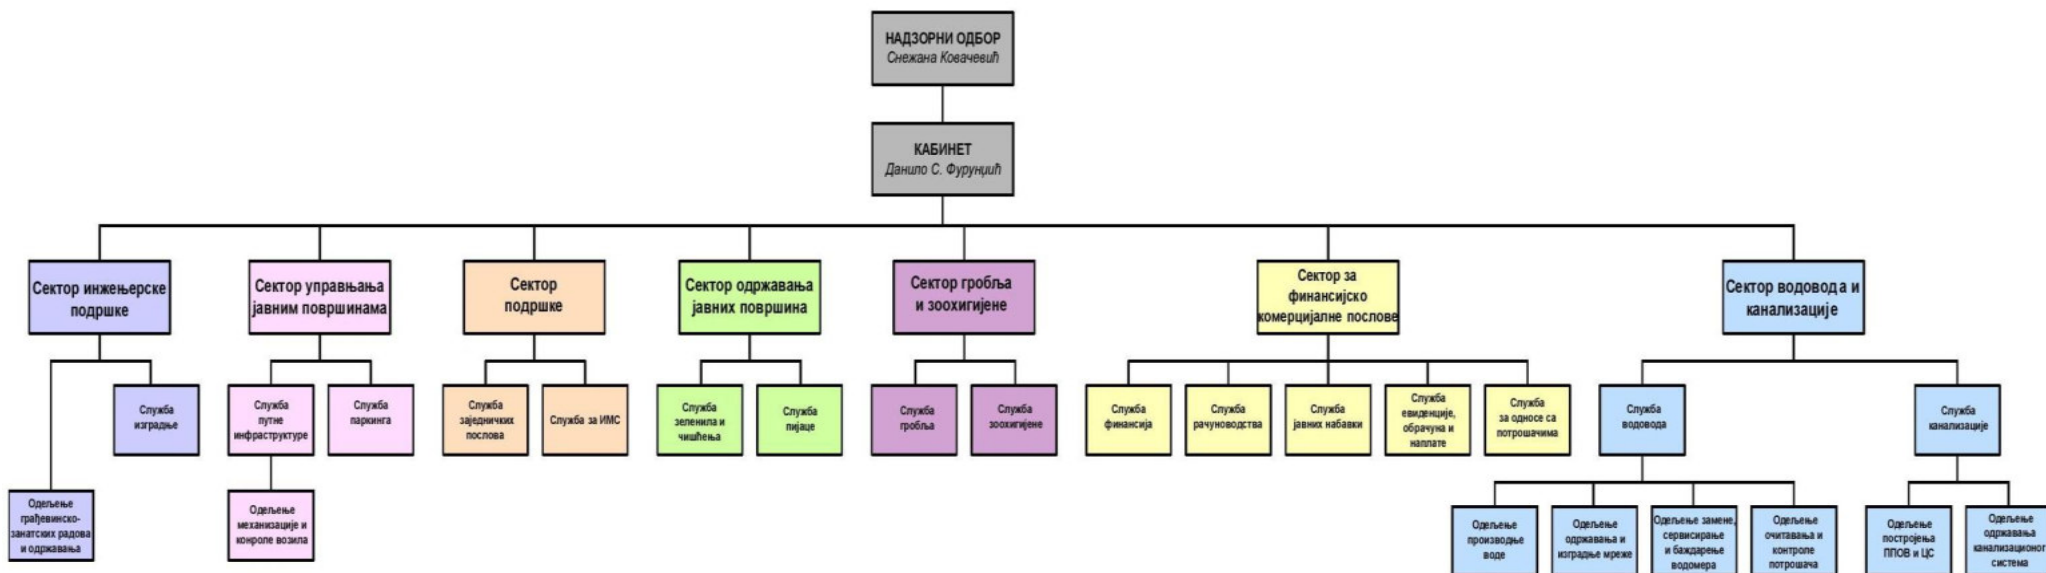 НАДЗОРНИ ОДБОР
Снежана Ковачевић
КАБИНЕТ
Данило С. Фурунџић
Сектор инжењерске
подршке
Сектор управњања
јавним површинама
Сектор
подршке
Сектор одржавања
јавних површина
Сектор гробља
и зоохигијене
Сектор за
финансијско
комерцијалне послове
Сектор водовода и
канализације
Служба
изградње
Служба
путне
инфраструктуре
Служба
паркинга
Служба
заједничких
послова
Служба за ИМС
Служба
зеленила и
чишћења
Служба
пијаце
Служба
гробља
Служба
зоохигијене
Служба
финансија
Служба
рачуноводства
Служба
јавних набавки
Служба
евиденције,
обрачуна и
наплате
Служба
за односе са
потрошачима
Служба
водовода
Служба
канализације
Одељење
грађевинско-
занатских радова
и одржавања
Одељење
механизације и
конроле возила
Одељење
производње
воде
Одељење
одржавања и
изградње мреже
Одељење замене,
сервисирање
и баждарење
водомера
Одељење
очитавања и
контроле
потрошача
Одељење
постројења
ППОВ и ЦС
Одељење
одржавања
канализационог
система